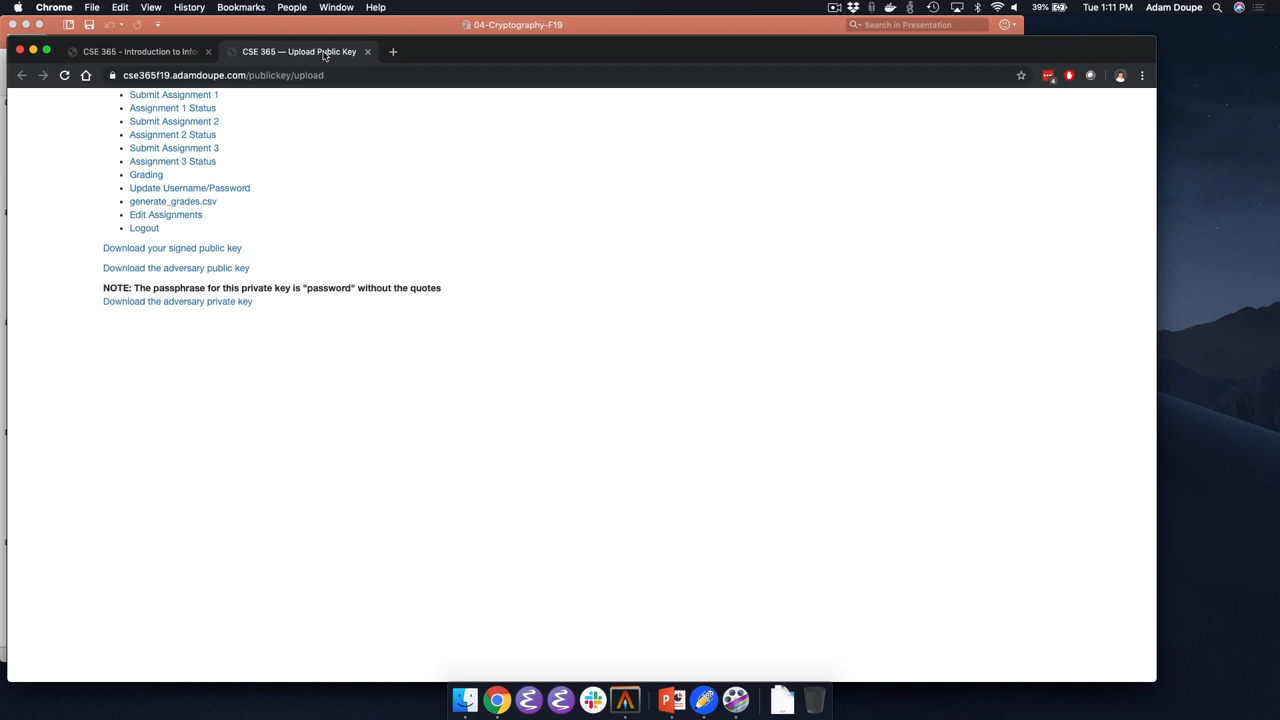 Chrome File Edit View History Bookmarks People Window Help 39% Tue 1:11 PM Adam Doupe
04-Cryptography-F19 Search in Presentation
CSE 365 - Introduction to Infor CSE 365 — Upload Public Key
cse365f19.adamdoupe.com/publickey/upload
Submit Assignment 1
Assignment 1 Status
Submit Assignment 2
Assignment 2 Status
Submit Assignment 3
Assignment 3 Status
Grading
Update Username/Password
generate_grades.csv
Edit Assignments
Logout
Download your signed public key
Download the adversary public key
NOTE: The passphrase for this private key is "password" without the quotes
Download the adversary private key